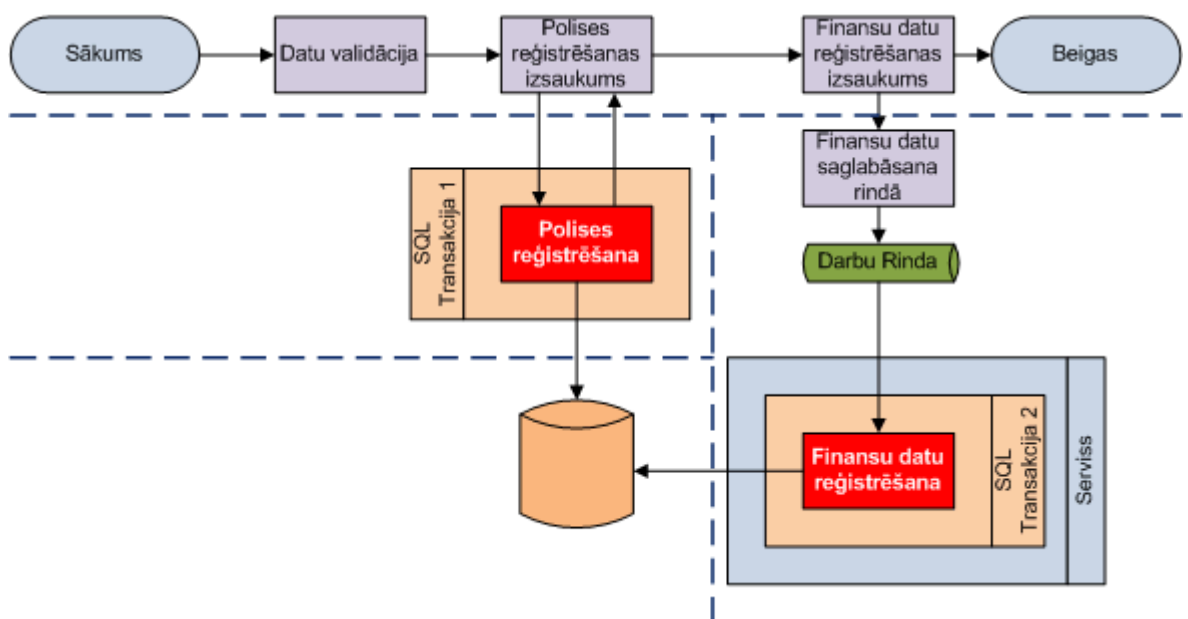 Sākums
Datu validācija
Polises
reģistrēšanas
izsaukums
Finansu datu
reģistrēšanas
izsaukums
Beigas
Finansu datu
saglabāsana
rindā
SQL
Transakcija 1
Polises
reģistrēšana
Darbu Rinda
Finansu datu
reģistrēšana
SQL
Transakcija 2
Serviss